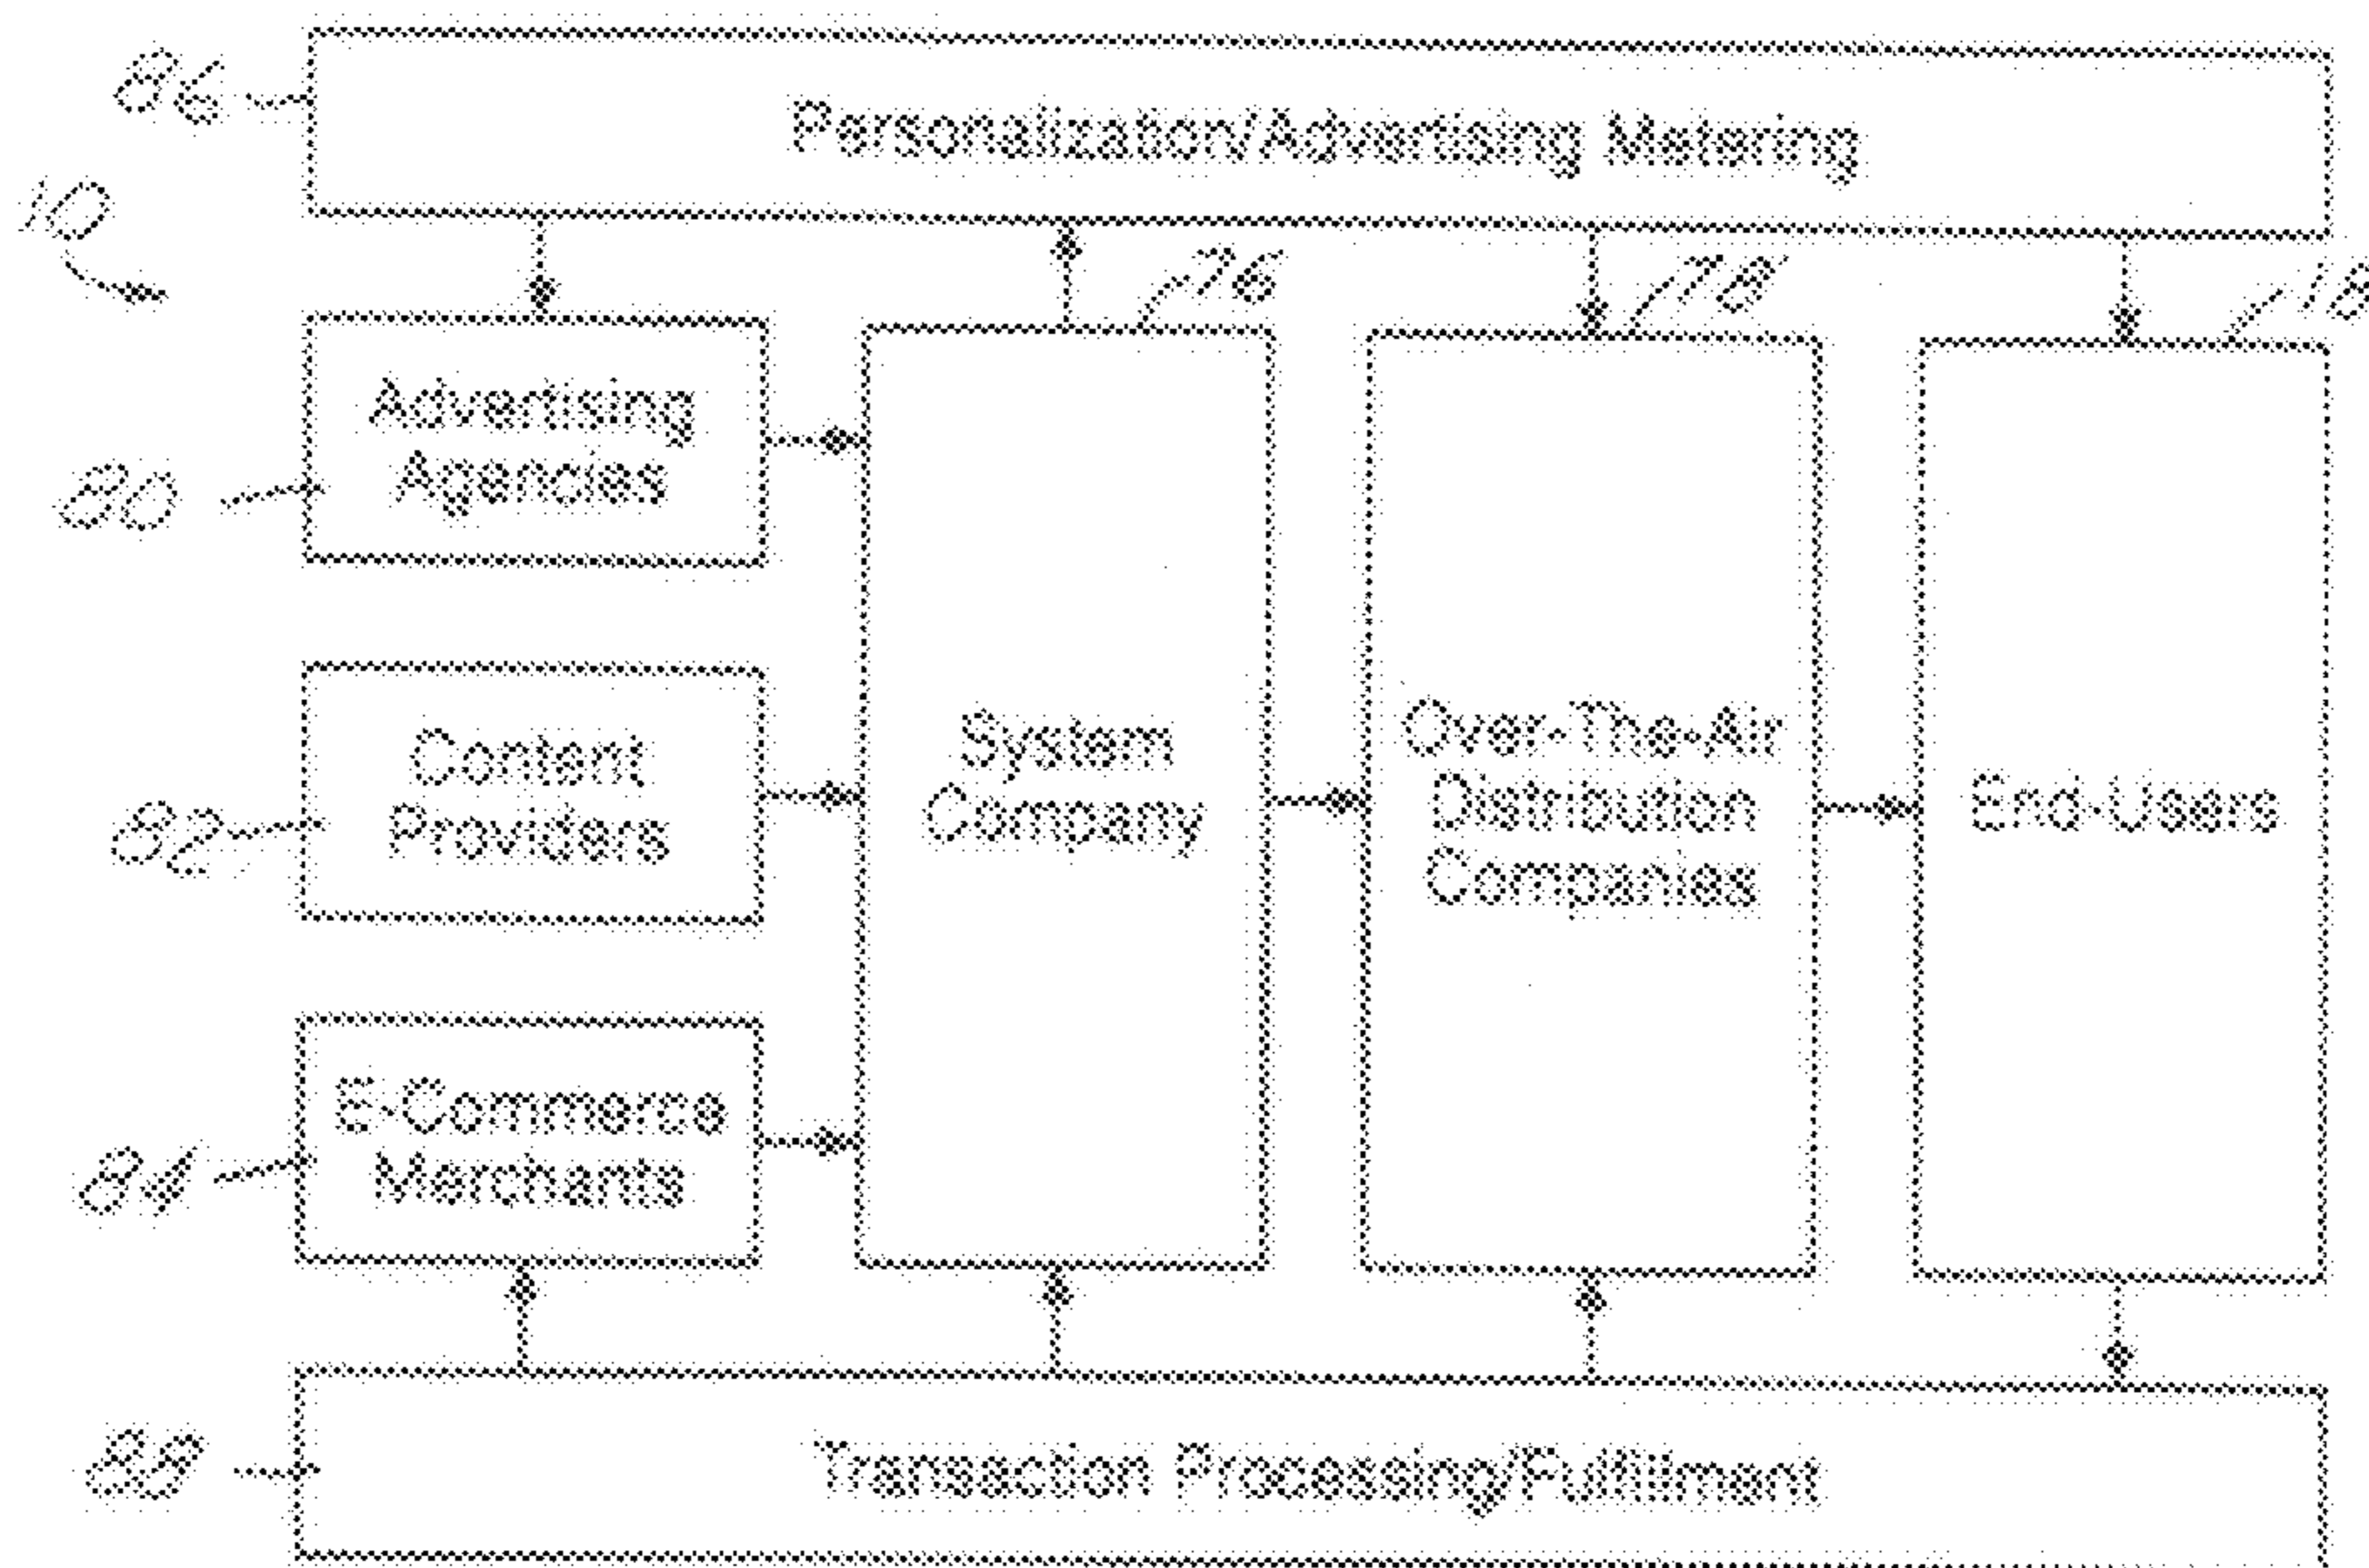 86
Personalization/Advertising Metering
10
76
78
18
Advertising
Agencies
80
Content
Providers
82
System
Company
Over-The-Air
Distribution
Companies
End-Users
E-Commerce
Merchants
84
88
Transaction Processing/Fulfillment